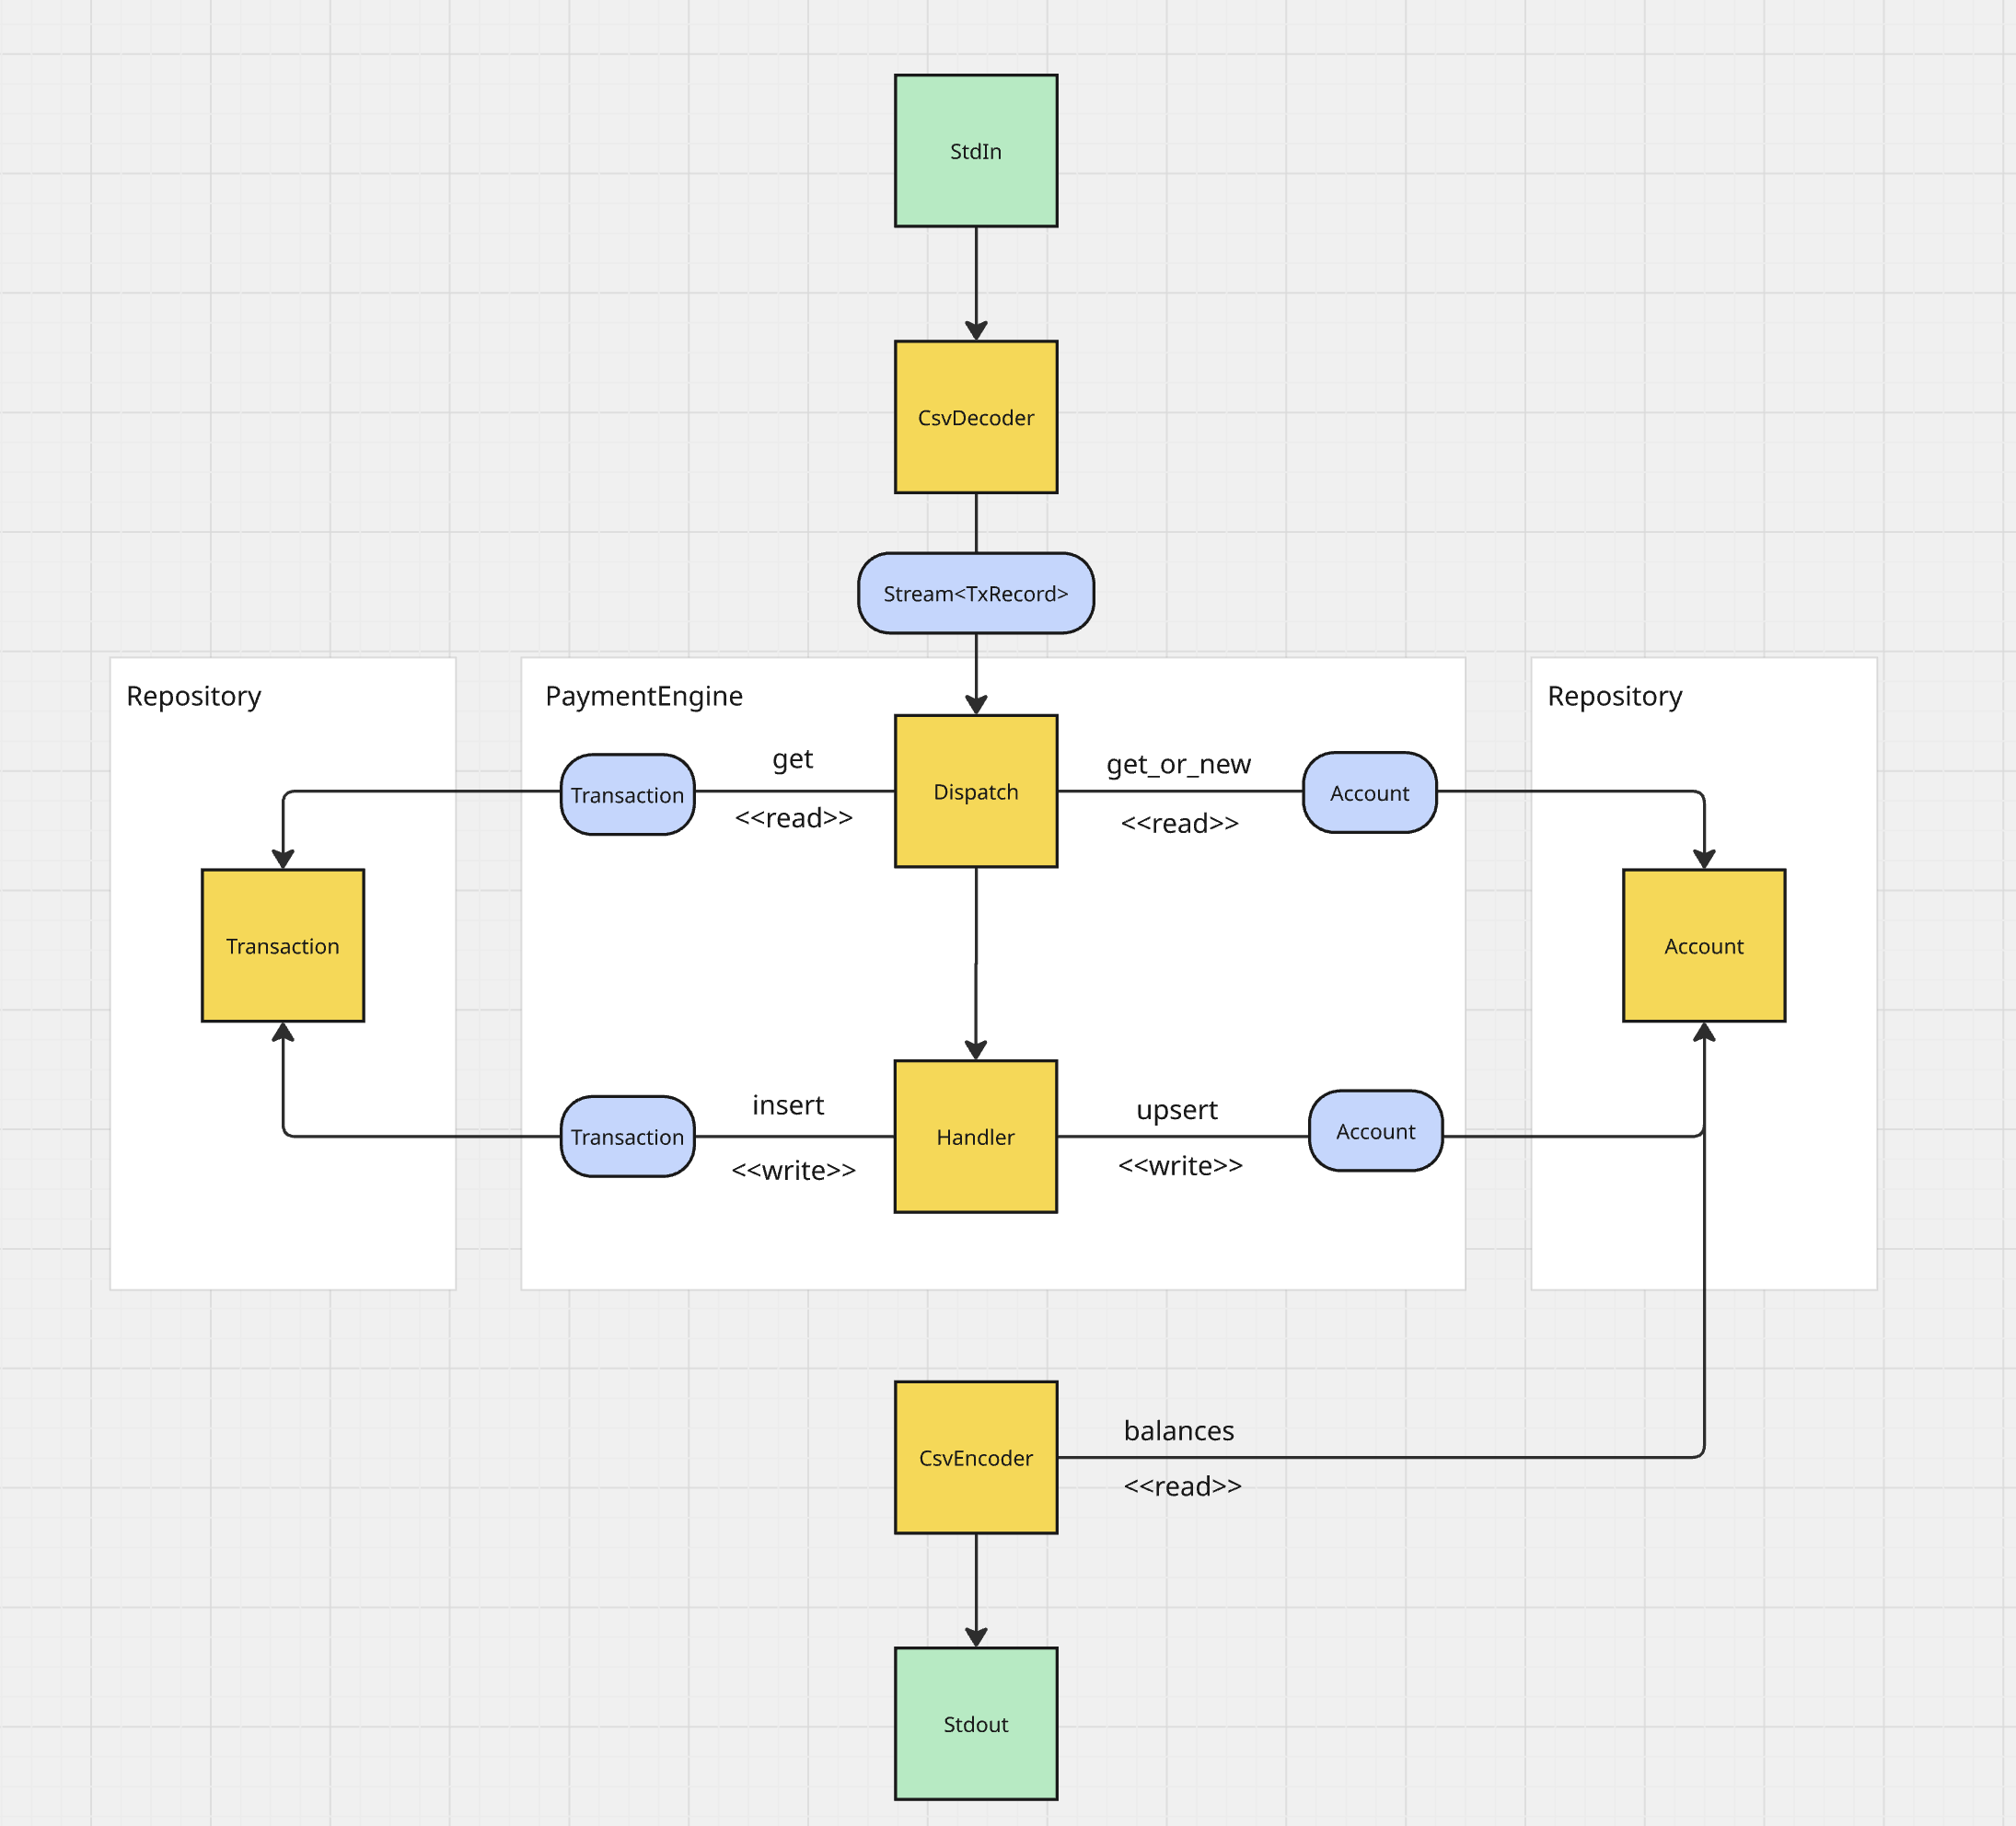 StdIn
CsvDecoder
Stream<TxRecord>
Repository
PaymentEngine
Repository
get
get_or_new
Transaction
Dispatch
Account
<<read>>
<<read>>
Transaction
Account
insert
upsert
Transaction
Handler
Account
<<write>>
<<write>>
balances
CsvEncoder
<<read>>
Stdout